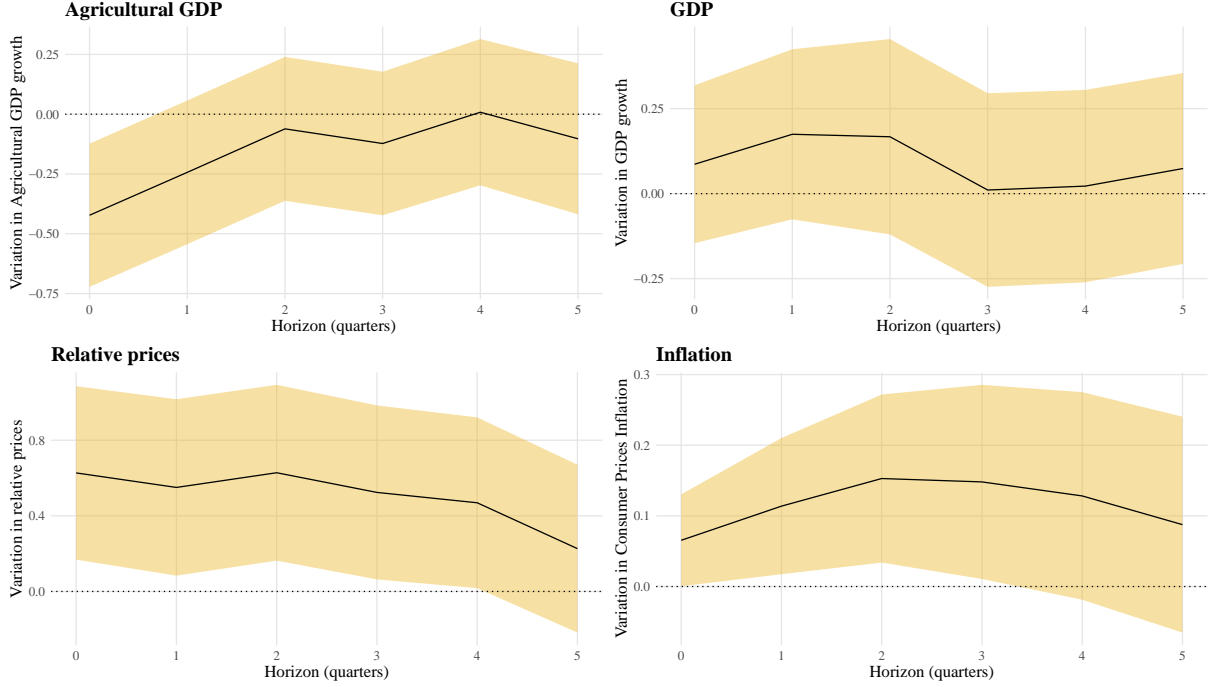 Agricultural GDP
Variation in Agricultural GDP growth
0.25
0.00
−0.25
−0.50
−0.75
0 1 2 3 4 5
Horizon (quarters)
GDP
Variation in GDP growth
0.25
0.00
−0.25
0 1 2 3 4 5
Horizon (quarters)
Relative prices
Variation in relative prices
0.8
0.4
0.0
0 1 2 3 4 5
Horizon (quarters)
Inflation
Variation in Consumer Prices Inflation
0.3
0.2
0.1
0.0
0 1 2 3 4 5
Horizon (quarters)